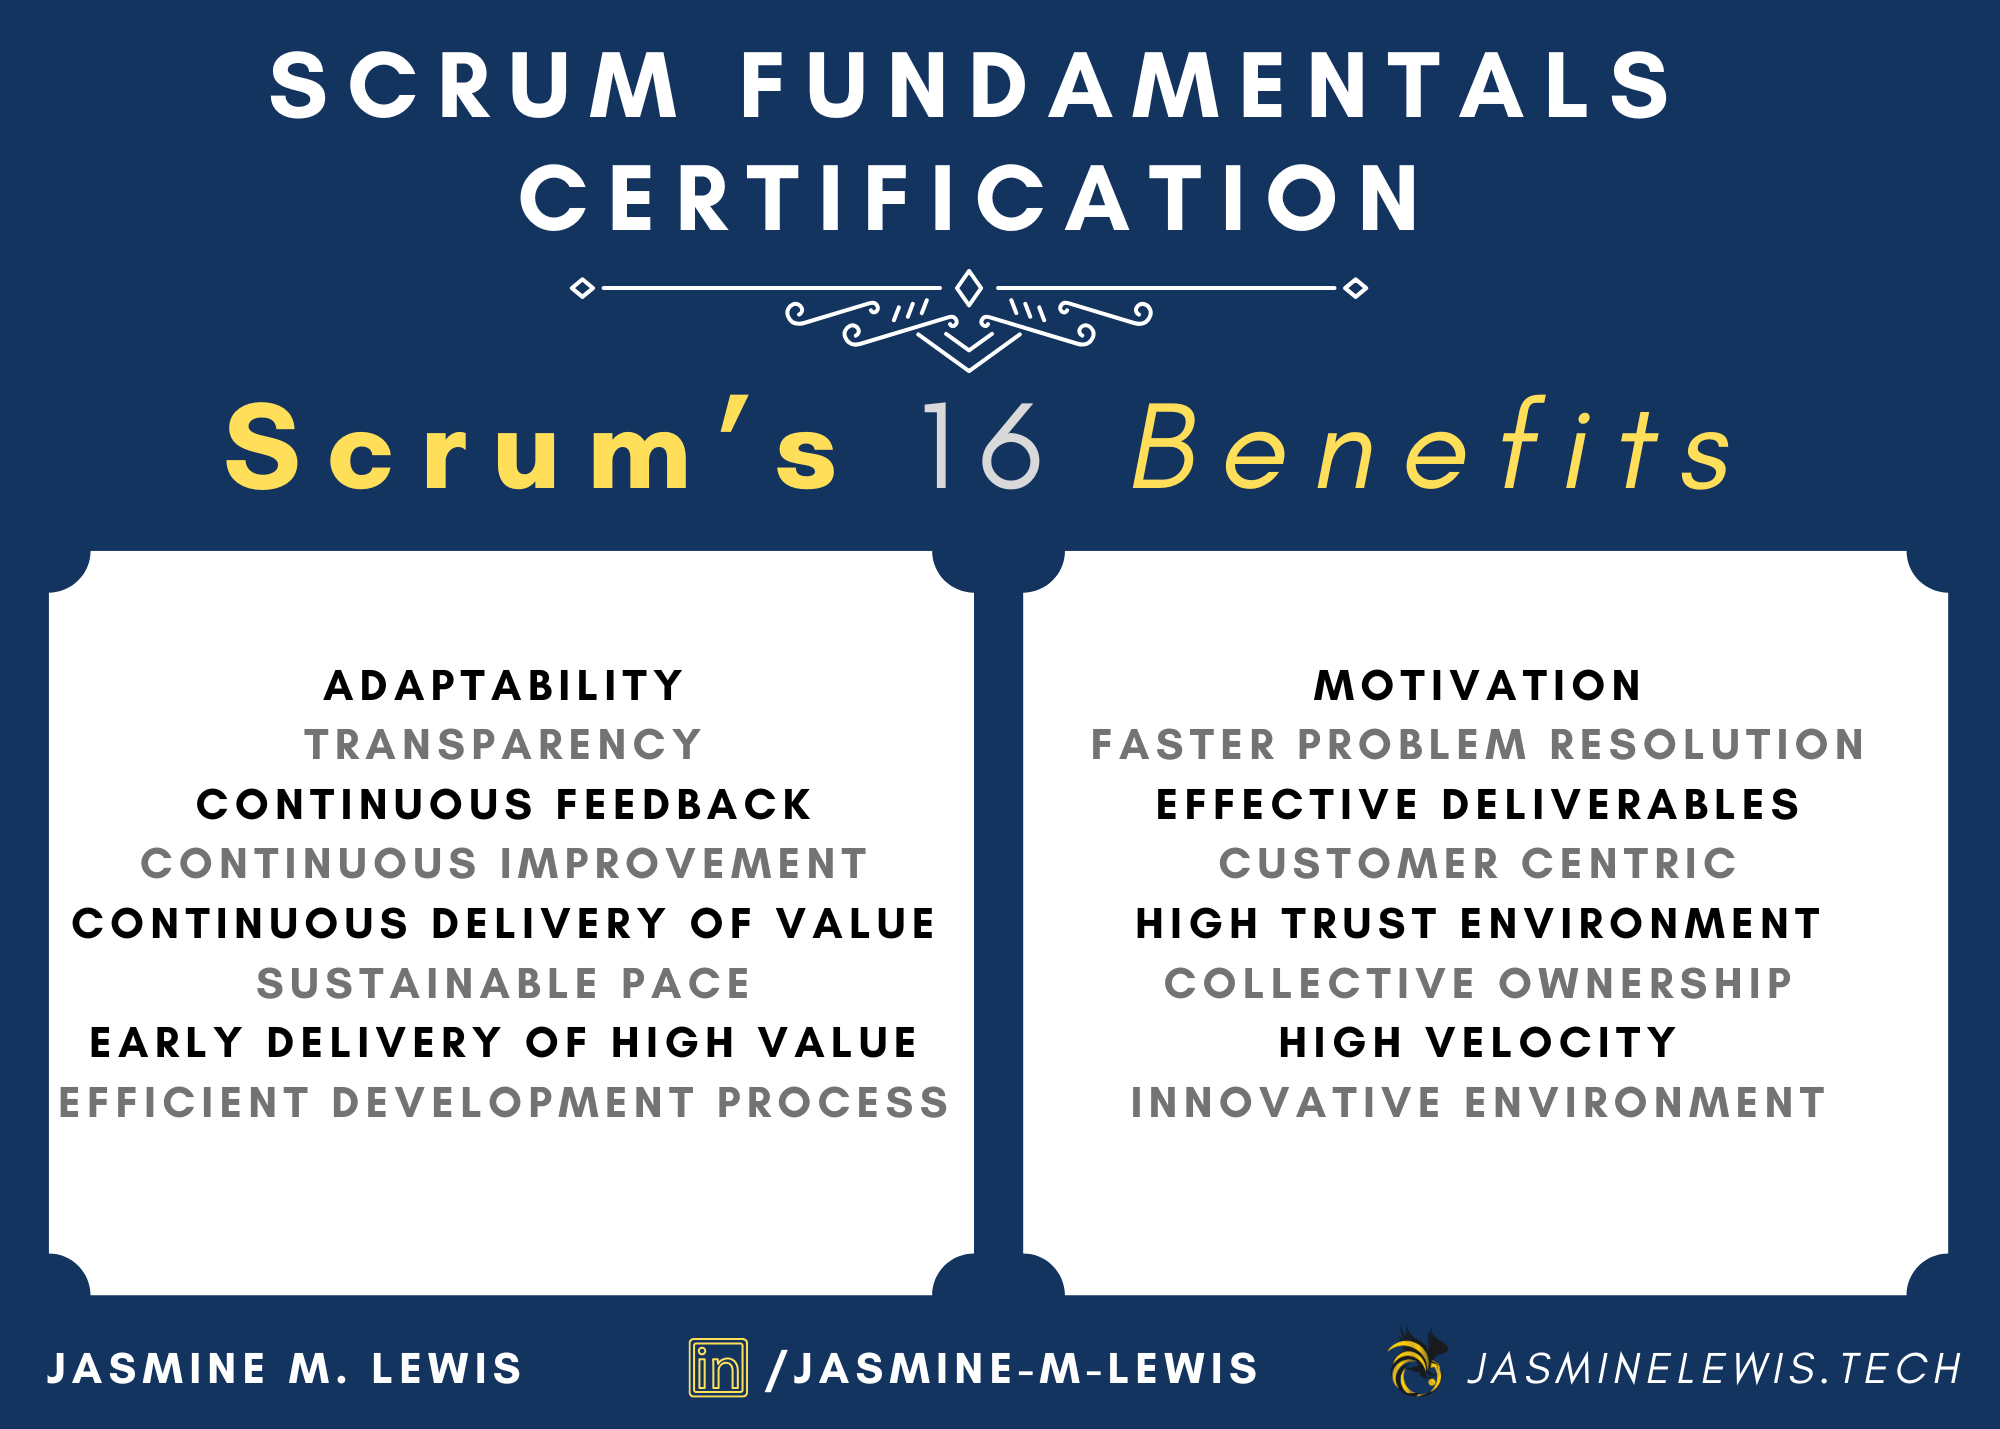 SCRUM FUNDAMENTALS
CERTIFICATION
Scrum's 16 Benefits
ADAPTABILITY
TRANSPARENCY
CONTINUOUS FEEDBACK
CONTINUOUS IMPROVEMENT
CONTINUOUS DELIVERY OF VALUE
SUSTAINABLE PACE
EARLY DELIVERY OF HIGH VALUE
EFFICIENT DEVELOPMENT PROCESS
MOTIVATION
FASTER PROBLEM RESOLUTION
EFFECTIVE DELIVERABLES
CUSTOMER CENTRIC
HIGH TRUST ENVIRONMENT
COLLECTIVE OWNERSHIP
HIGH VELOCITY
INNOVATIVE ENVIRONMENT
JASMINE M. LEWIS
in /JASMINE-M-LEWIS
JASMINELEWIS.TECH